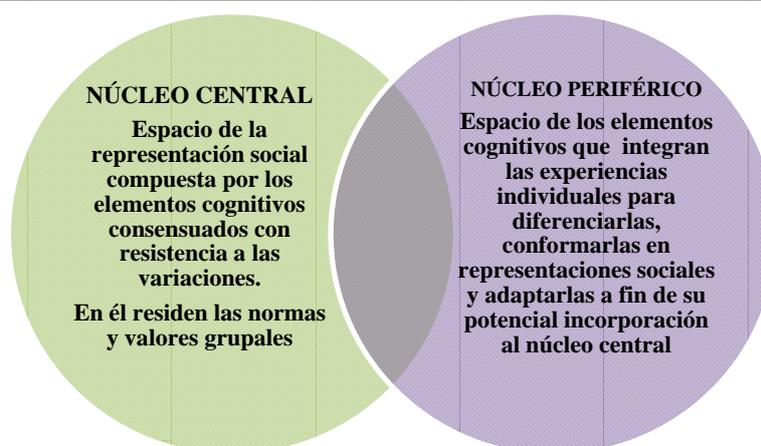 NÚCLEO CENTRAL
Espacio de la
representación social
compuesta por los
elementos cognitivos
consensuados con
resistencia a las
variaciones.
En él residen las normas
y valores grupales
NÚCLEO PERIFÉRICO
Espacio de los elementos
cognitivos que integran
las experiencias
individuales para
diferenciarlas,
conformarlas en
representaciones sociales
y adaptarlas a fin de su
potencial incorporación
al núcleo central